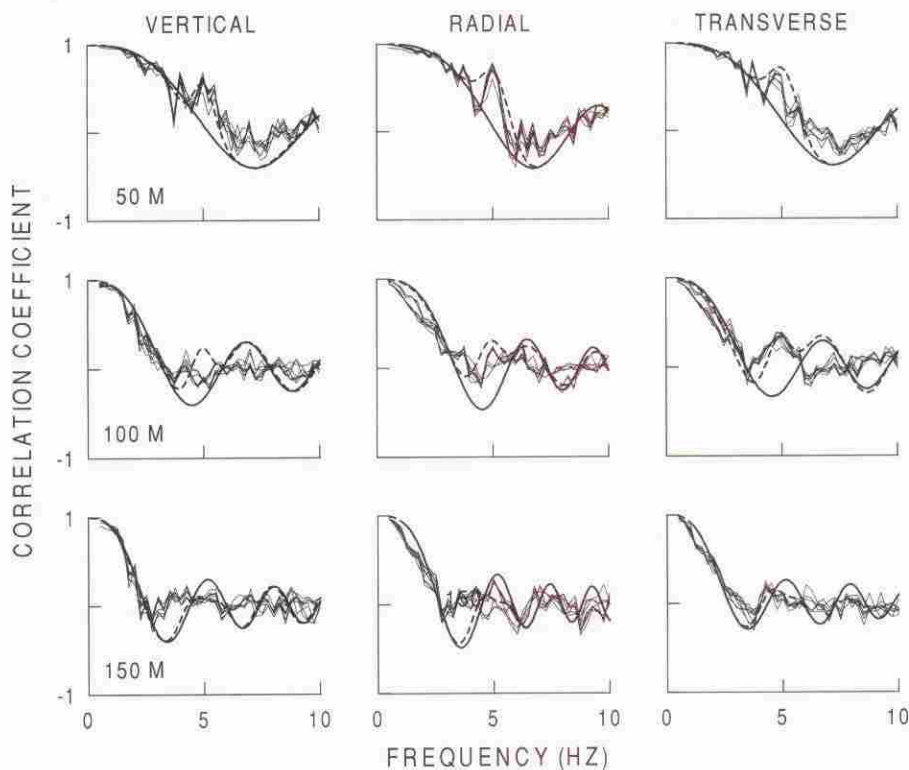 VERTICAL RADIAL TRANSVERSE
1
50 M
-1
1
100 M
-1
1
150 M
-1
0 5 10 0 5 10 0 5 10
CORRELATION COEFFICIENT
FREQUENCY (HZ)